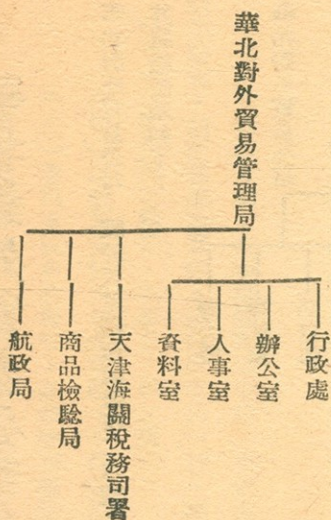 華北對外貿易管理局
行政處
辦公室
人事室
資料室
天津海關稅務司署
商品檢驗局
航政局